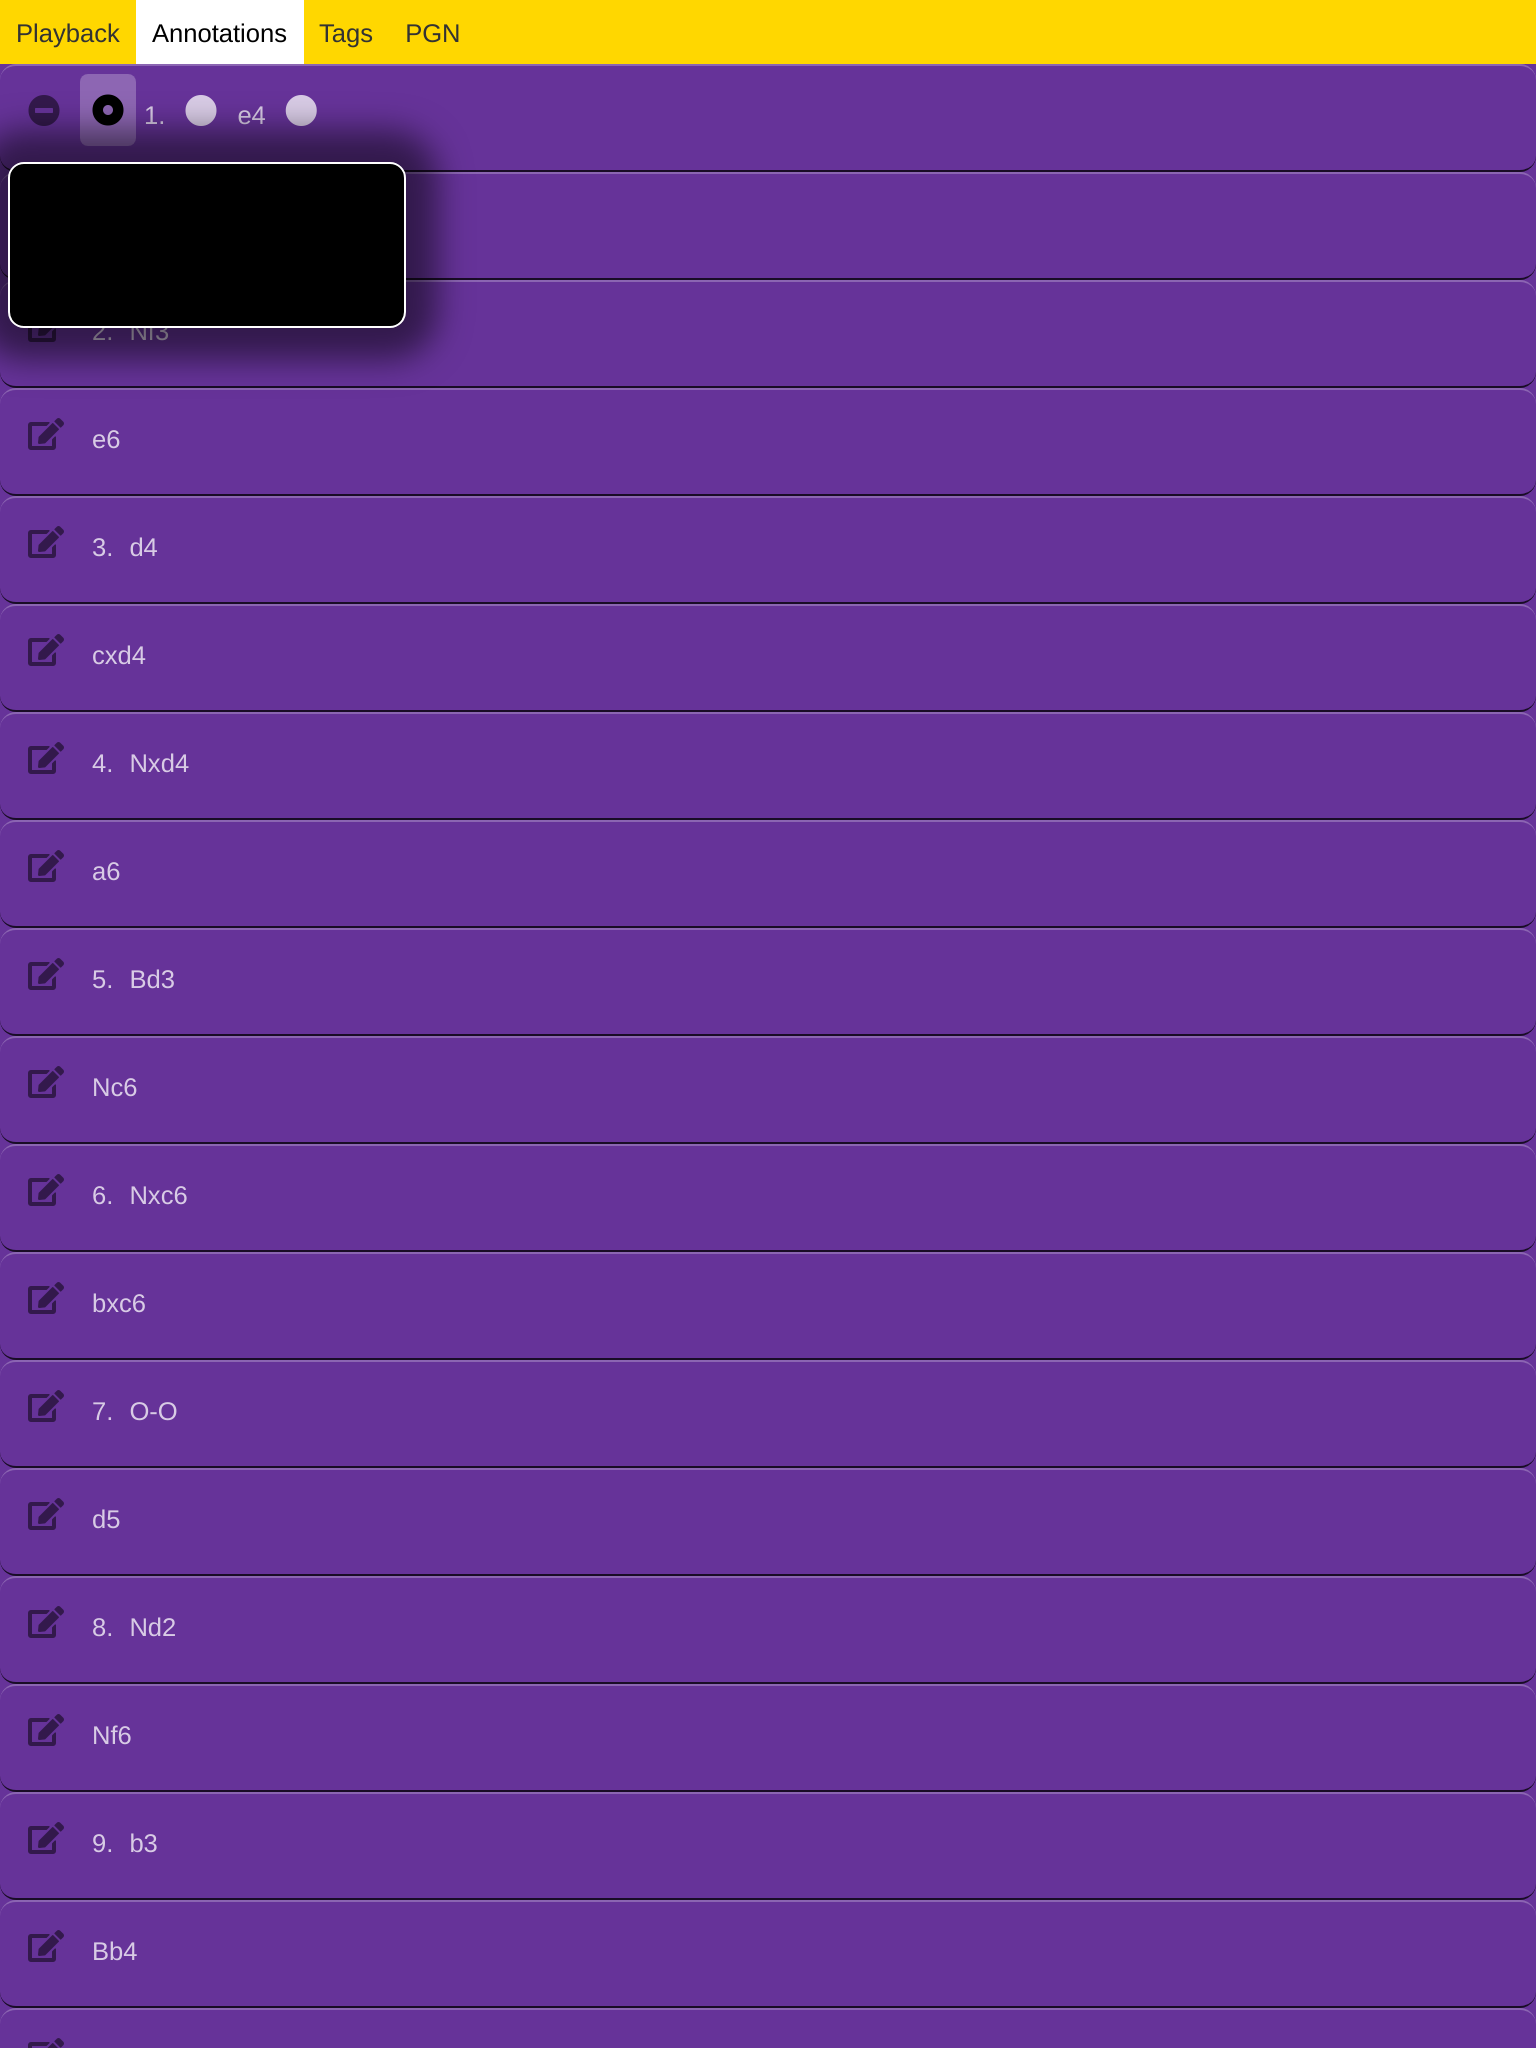 Playback Annotations Tags PGN
1. e4
2. Nf3
e6
3. d4
cxd4
4. Nxd4
a6
5. Bd3
Nc6
6. Nxc6
bxc6
7. O-O
d5
8. Nd2
Nf6
9. b3
Bb4